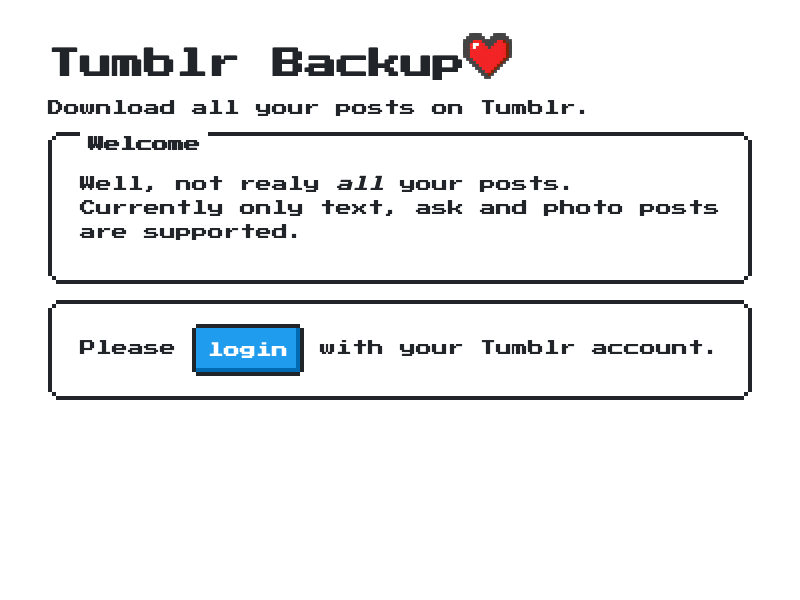 Tumblr Backup
Download all your posts on Tumblr.
Welcome
Well, not realy all your posts.
Currently only text, ask and photo posts
are supported.
Please login with your Tumblr account.